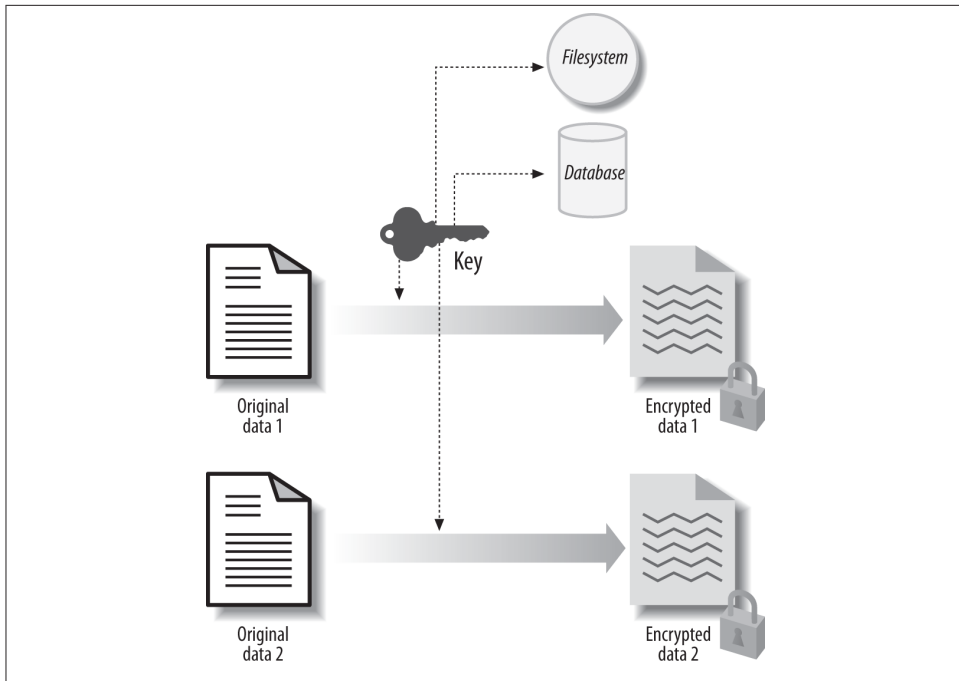 Filesystem
Database
Key
Original
data 1
Encrypted
data 1
Original
data 2
Encrypted
data 2